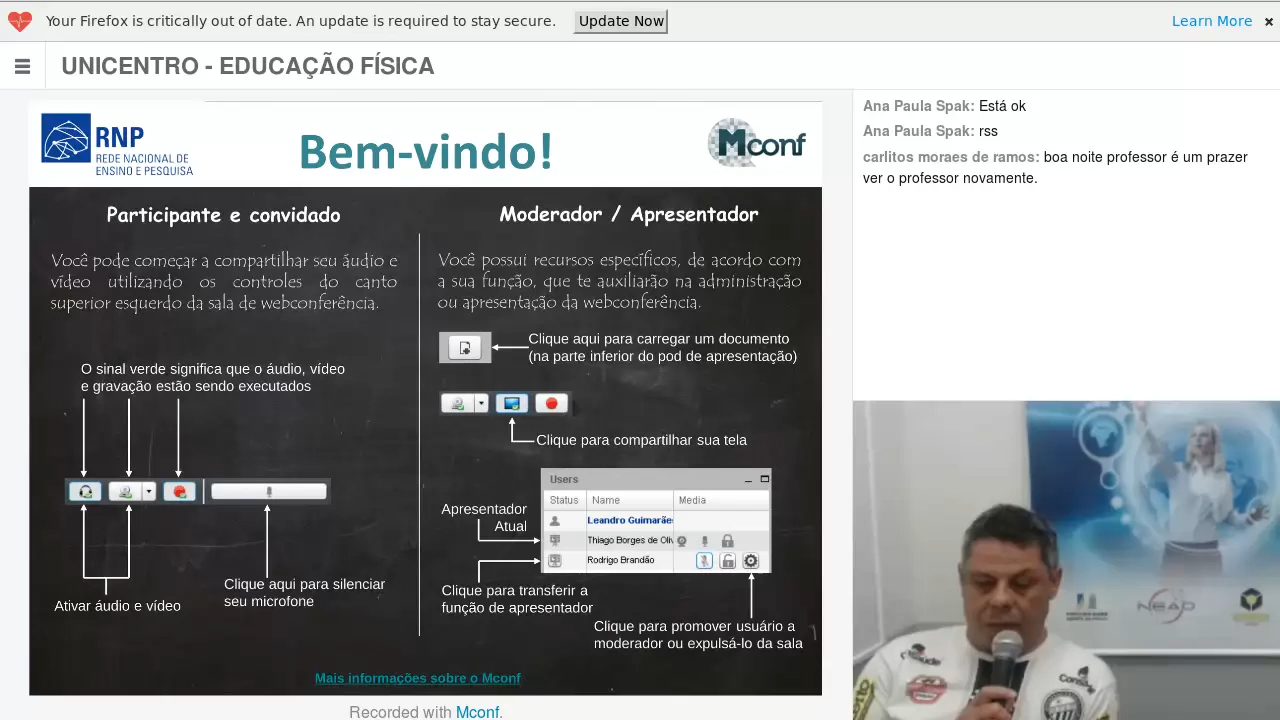 Your Firefox is critically out of date. An update is required to stay secure.
Update Now
Learn More
×
UNICENTRO - EDUCAÇÃO FÍSICA
RNP
REDE NACIONAL DE
ENSINO E PESQUISA
Bem-vindo!
Mconf
Participante e convidado
Você pode começar a compartilhar seu áudio e
vídeo utilizando os controles do canto
superior esquerdo da sala de webconferência.
O sinal verde significa que o áudio, vídeo
e gravação estão sendo executados
Ativar áudio e vídeo
Clique aqui para silenciar
seu microfone
Moderador / Apresentador
Você possui recursos específicos, de acordo com
a sua função, que te auxiliarão na administração
ou apresentação da webconferência.
Clique aqui para carregar um documento
(na parte inferior do pod de apresentação)
Clique para compartilhar sua tela
Users
Status Name Media
Leandro Guimarães
Thiago Borges de Oliv
Rodrigo Brandão
Apresentador
Atual
Clique para transferir a
função de apresentador
Clique para promover usuário a
moderador ou expulsá-lo da sala
Mais informações sobre o Mconf
Recorded with Mconf.
Ana Paula Spak: Está ok
Ana Paula Spak: rss
carlitos moraes de ramos: boa noite professor é um prazer
ver o professor novamente.
NEAD